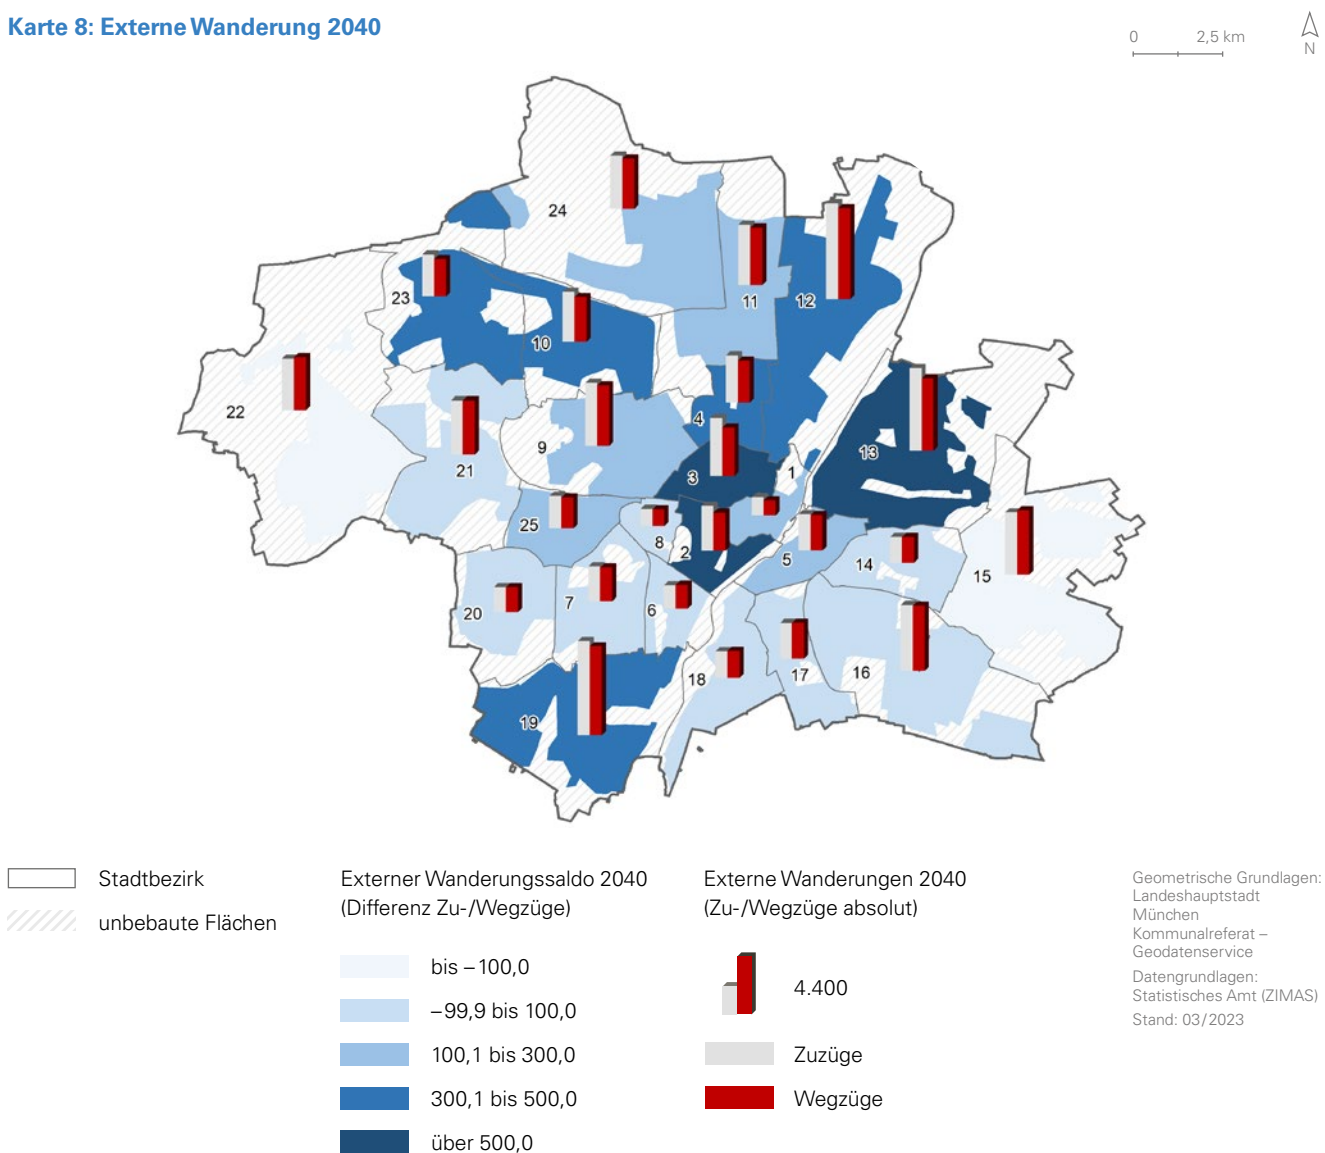 Karte 8: Externe Wanderung 2040
0 2,5 km
N
24
23
11
12
10
22
4
9
13
21
3
1
25
8
2
5
14
15
20
7
6
17
16
18
19
Stadtbezirk
unbebaute Flächen
Externer Wanderungssaldo 2040
(Differenz Zu-/Wegzüge)
bis –100,0
–99,9 bis 100,0
100,1 bis 300,0
300,1 bis 500,0
über 500,0
Externe Wanderungen 2040
(Zu-/Wegzüge absolut)
4.400
Zuzüge
Wegzüge
Geometrische Grundlagen:
Landeshauptstadt
München
Kommunalreferat –
Geodatenservice
Datengrundlagen:
Statistisches Amt (ZIMAS)
Stand: 03/2023